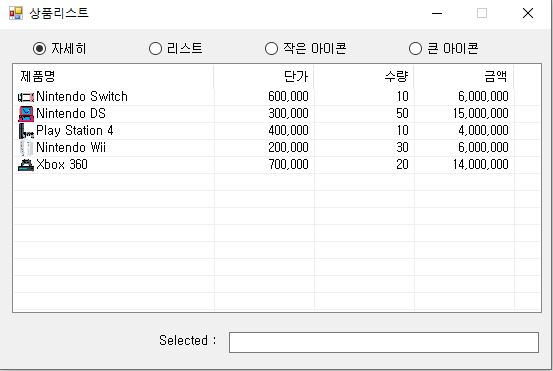 상품리스트
자세히 리스트 작은 아이콘 큰 아이콘
제품명 단가 수량 금액
Nintendo Switch 600,000 10 6,000,000
Nintendo DS 300,000 50 15,000,000
Play Station 4 400,000 10 4,000,000
Nintendo Wii 200,000 30 6,000,000
Xbox 360 700,000 20 14,000,000
Selected :